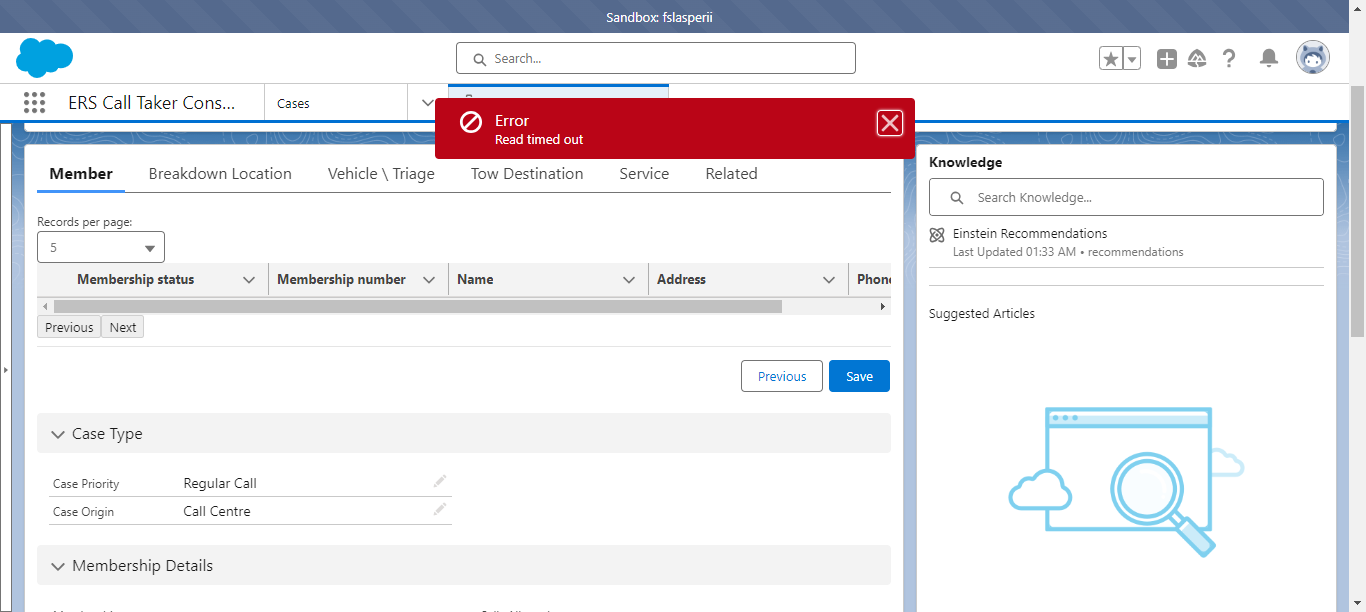 Sandbox: fslasperii
Search...
ERS Call Taker Cons...
Cases
Error
Read timed out
Member
Breakdown Location
Vehicle \ Triage
Tow Destination
Service
Related
Records per page:
5
Membership status
Membership number
Name
Address
Phon
Previous
Next
Previous
Save
Case Type
Case Priority
Regular Call
Case Origin
Call Centre
Membership Details
Knowledge
Search Knowledge...
Einstein Recommendations
Last Updated 01:33 AM • recommendations
Suggested Articles